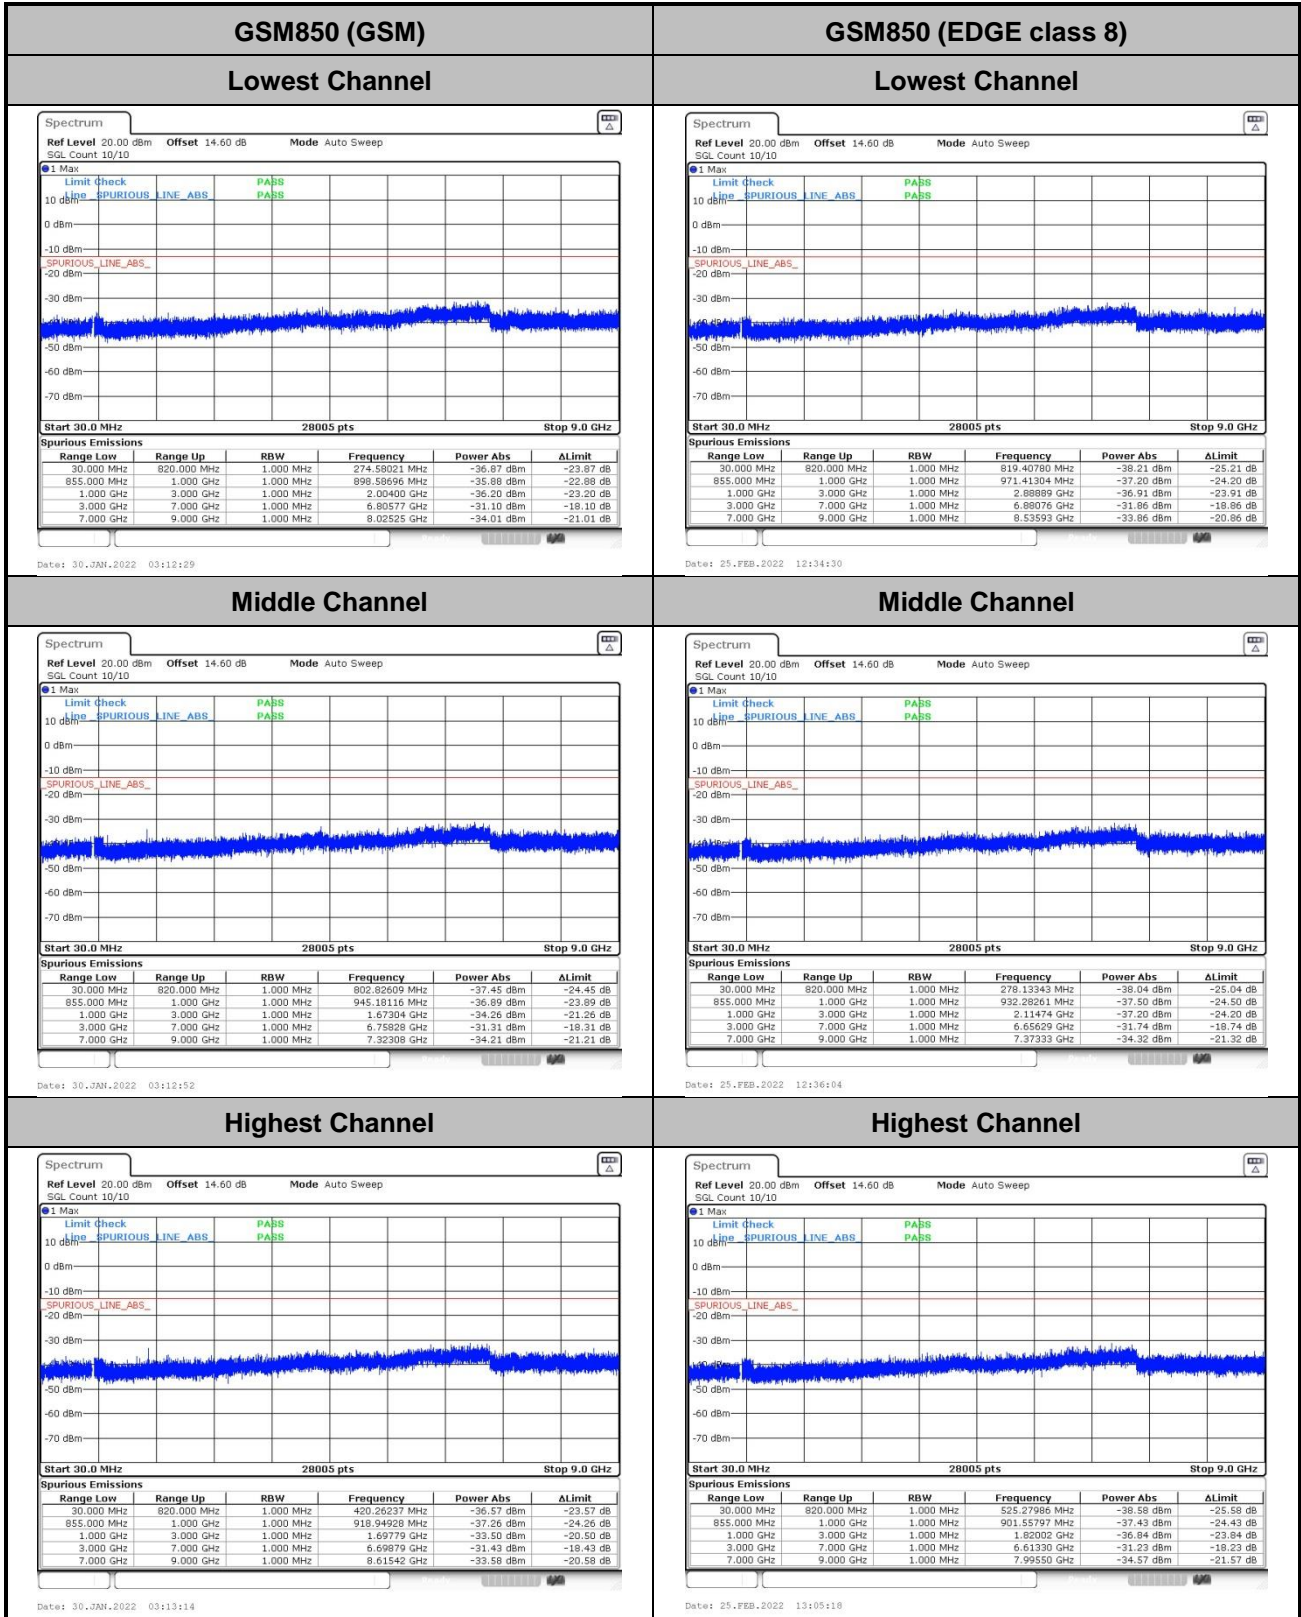 GSM850 (GSM)
GSM850 (EDGE class 8)
Lowest Channel
Lowest Channel
Spectrum
Ref Level 20.00 dBm Offset 14.60 dB Mode Auto Sweep
SGL Count 10/10
1 Max
Limit Check PASS
10 dBm Line _SPURIOUS_LINE_ABS_ PASS
0 dBm
-10 dBm
_SPURIOUS_LINE_ABS_
-20 dBm
-30 dBm
-50 dBm
-60 dBm
-70 dBm
Start 30.0 MHz 28005 pts Stop 9.0 GHz
Spurious Emissions
Range Low Range Up RBW Frequency Power Abs ΔLimit
30.000 MHz 820.000 MHz 1.000 MHz 274.58021 MHz -36.87 dBm -23.87 dB
855.000 MHz 1.000 GHz 1.000 MHz 898.58696 MHz -35.88 dBm -22.88 dB
1.000 GHz 3.000 GHz 1.000 MHz 2.00400 GHz -36.20 dBm -23.20 dB
3.000 GHz 7.000 GHz 1.000 MHz 6.80577 GHz -31.10 dBm -18.10 dB
7.000 GHz 9.000 GHz 1.000 MHz 8.02525 GHz -34.01 dBm -21.01 dB
Date: 30.JAN.2022 03:12:29
Spectrum
Ref Level 20.00 dBm Offset 14.60 dB Mode Auto Sweep
SGL Count 10/10
1 Max
Limit Check PASS
10 dBm Line _SPURIOUS_LINE_ABS_ PASS
0 dBm
-10 dBm
_SPURIOUS_LINE_ABS_
-20 dBm
-30 dBm
-50 dBm
-60 dBm
-70 dBm
Start 30.0 MHz 28005 pts Stop 9.0 GHz
Spurious Emissions
Range Low Range Up RBW Frequency Power Abs ΔLimit
30.000 MHz 820.000 MHz 1.000 MHz 819.40780 MHz -38.21 dBm -25.21 dB
855.000 MHz 1.000 GHz 1.000 MHz 971.41304 MHz -37.20 dBm -24.20 dB
1.000 GHz 3.000 GHz 1.000 MHz 2.88889 GHz -36.91 dBm -23.91 dB
3.000 GHz 7.000 GHz 1.000 MHz 6.88076 GHz -31.86 dBm -18.86 dB
7.000 GHz 9.000 GHz 1.000 MHz 8.53593 GHz -33.86 dBm -20.86 dB
Date: 25.FEB.2022 12:34:30
Middle Channel
Middle Channel
Spectrum
Ref Level 20.00 dBm Offset 14.60 dB Mode Auto Sweep
SGL Count 10/10
1 Max
Limit Check PASS
10 dBm Line _SPURIOUS_LINE_ABS_ PASS
0 dBm
-10 dBm
_SPURIOUS_LINE_ABS_
-20 dBm
-30 dBm
-50 dBm
-60 dBm
-70 dBm
Start 30.0 MHz 28005 pts Stop 9.0 GHz
Spurious Emissions
Range Low Range Up RBW Frequency Power Abs ΔLimit
30.000 MHz 820.000 MHz 1.000 MHz 802.82609 MHz -37.45 dBm -24.45 dB
855.000 MHz 1.000 GHz 1.000 MHz 945.18116 MHz -36.89 dBm -23.89 dB
1.000 GHz 3.000 GHz 1.000 MHz 1.67304 GHz -34.26 dBm -21.26 dB
3.000 GHz 7.000 GHz 1.000 MHz 6.75828 GHz -31.31 dBm -18.31 dB
7.000 GHz 9.000 GHz 1.000 MHz 7.32308 GHz -34.21 dBm -21.21 dB
Date: 30.JAN.2022 03:12:52
Spectrum
Ref Level 20.00 dBm Offset 14.60 dB Mode Auto Sweep
SGL Count 10/10
1 Max
Limit Check PASS
10 dBm Line _SPURIOUS_LINE_ABS_ PASS
0 dBm
-10 dBm
_SPURIOUS_LINE_ABS_
-20 dBm
-30 dBm
-50 dBm
-60 dBm
-70 dBm
Start 30.0 MHz 28005 pts Stop 9.0 GHz
Spurious Emissions
Range Low Range Up RBW Frequency Power Abs ΔLimit
30.000 MHz 820.000 MHz 1.000 MHz 278.13343 MHz -38.04 dBm -25.04 dB
855.000 MHz 1.000 GHz 1.000 MHz 932.28261 MHz -37.50 dBm -24.50 dB
1.000 GHz 3.000 GHz 1.000 MHz 2.11474 GHz -37.20 dBm -24.20 dB
3.000 GHz 7.000 GHz 1.000 MHz 6.65629 GHz -31.74 dBm -18.74 dB
7.000 GHz 9.000 GHz 1.000 MHz 7.37333 GHz -34.32 dBm -21.32 dB
Date: 25.FEB.2022 12:36:04
Highest Channel
Highest Channel
Spectrum
Ref Level 20.00 dBm Offset 14.60 dB Mode Auto Sweep
SGL Count 10/10
1 Max
Limit Check PASS
10 dBm Line _SPURIOUS_LINE_ABS_ PASS
0 dBm
-10 dBm
_SPURIOUS_LINE_ABS_
-20 dBm
-30 dBm
-50 dBm
-60 dBm
-70 dBm
Start 30.0 MHz 28005 pts Stop 9.0 GHz
Spurious Emissions
Range Low Range Up RBW Frequency Power Abs ΔLimit
30.000 MHz 820.000 MHz 1.000 MHz 420.26237 MHz -36.57 dBm -23.57 dB
855.000 MHz 1.000 GHz 1.000 MHz 918.94928 MHz -37.26 dBm -24.26 dB
1.000 GHz 3.000 GHz 1.000 MHz 1.69779 GHz -33.50 dBm -20.50 dB
3.000 GHz 7.000 GHz 1.000 MHz 6.69879 GHz -31.43 dBm -18.43 dB
7.000 GHz 9.000 GHz 1.000 MHz 8.61542 GHz -33.58 dBm -20.58 dB
Date: 30.JAN.2022 03:13:14
Spectrum
Ref Level 20.00 dBm Offset 14.60 dB Mode Auto Sweep
SGL Count 10/10
1 Max
Limit Check PASS
10 dBm Line _SPURIOUS_LINE_ABS_ PASS
0 dBm
-10 dBm
_SPURIOUS_LINE_ABS_
-20 dBm
-30 dBm
-50 dBm
-60 dBm
-70 dBm
Start 30.0 MHz 28005 pts Stop 9.0 GHz
Spurious Emissions
Range Low Range Up RBW Frequency Power Abs ΔLimit
30.000 MHz 820.000 MHz 1.000 MHz 525.27986 MHz -38.58 dBm -25.58 dB
855.000 MHz 1.000 GHz 1.000 MHz 901.55797 MHz -37.43 dBm -24.43 dB
1.000 GHz 3.000 GHz 1.000 MHz 1.82002 GHz -36.84 dBm -23.84 dB
3.000 GHz 7.000 GHz 1.000 MHz 6.61330 GHz -31.23 dBm -18.23 dB
7.000 GHz 9.000 GHz 1.000 MHz 7.99550 GHz -34.57 dBm -21.57 dB
Date: 25.FEB.2022 13:05:18